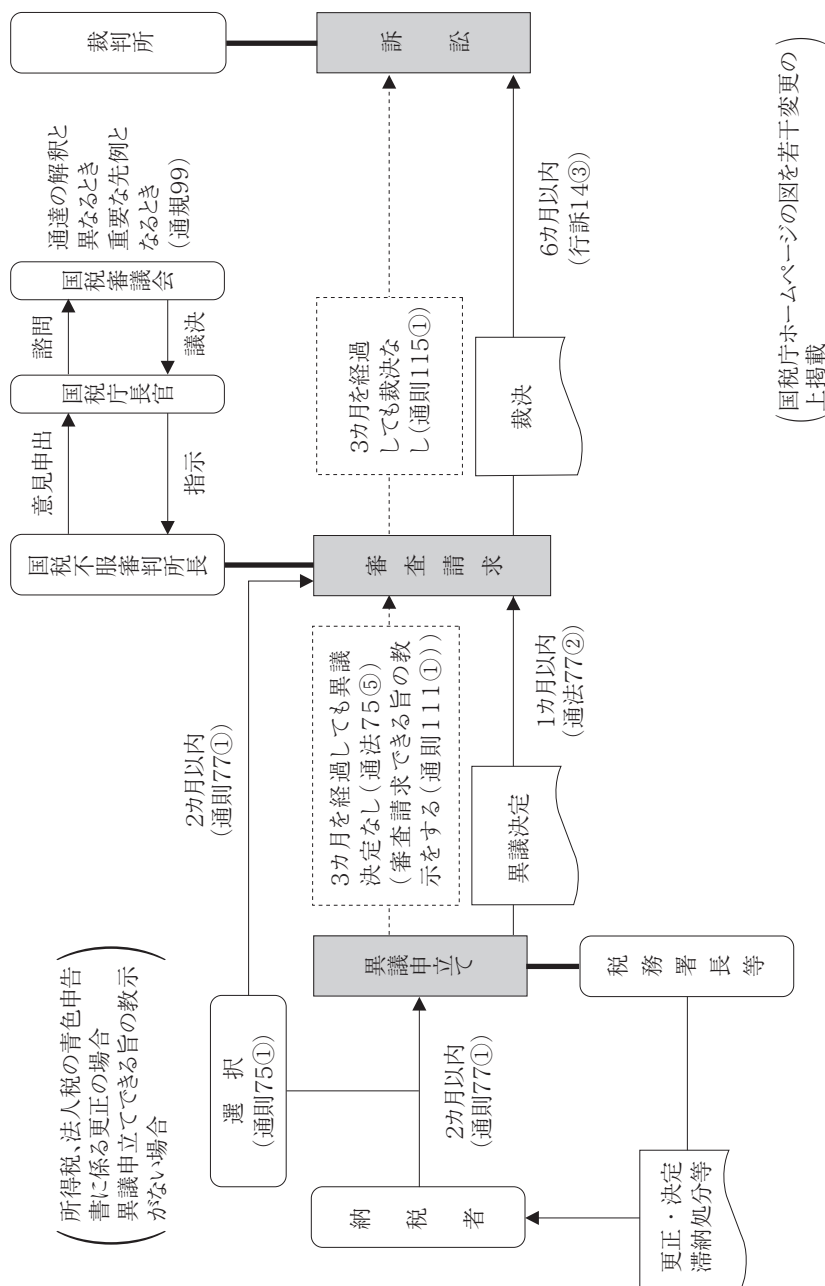 所得税、法人税の青色申告
書に係る更正の場合
異議申立てできる旨の教示
がない場合
選択
(通則75①)
納税者
更正・決定
滞納処分等
2カ月以内
(通則77①)
2カ月以内
(通則77①)
異議申立て
税務署長等
3カ月を経過しても異議
決定なし(通法75⑤)
(審査請求できる旨の教
示をする(通則111①))
異議決定
1カ月以内
(通法77②)
国税不服審判所長
審査請求
意見申出
指示
国税庁長官
諮問
議決
国税審議会
通達の解釈と
異なるとき
重要な先例と
なるとき
(通規99)
3カ月を経過
しても裁決な
し(通則115①)
裁決
6カ月以内
(行訴14③)
裁判所
訴訟
国税庁ホームページの図を若干変更の
上掲載